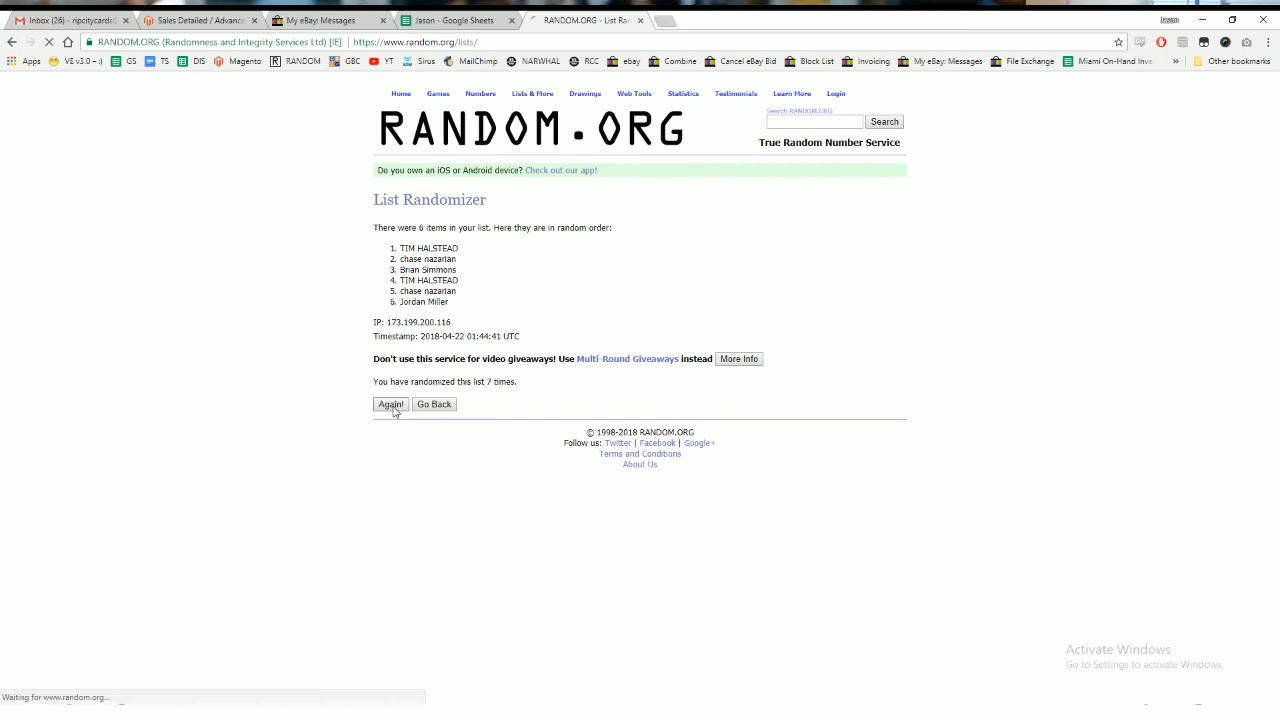 Inbox (26) - ripcitycards
Sales Detailed / Advance
My eBay: Messages
Jason - Google Sheets
RANDOM.ORG - List Ran
RANDOM.ORG (Randomness and Integrity Services Ltd) [IE] | https://www.random.org/lists/
Apps VE v3.0 – :) GS TS DIS Magento RANDOM GBC YT Sirus MailChimp NARWHAL RCC ebay Combine Cancel eBay Bid Block List Invoicing My eBay: Messages File Exchange Miami On-Hand Inve » Other bookmarks
Home Games Numbers Lists & More Drawings Web Tools Statistics Testimonials Learn More Login
Search RANDOM.ORG
Search
RANDOM.ORG
True Random Number Service
Do you own an iOS or Android device? Check out our app!
List Randomizer
There were 6 items in your list. Here they are in random order:
1. TIM HALSTEAD
2. chase nazarian
3. Brian Simmons
4. TIM HALSTEAD
5. chase nazarian
6. Jordan Miller
IP: 173.199.200.116
Timestamp: 2018-04-22 01:44:41 UTC
Don't use this service for video giveaways! Use Multi-Round Giveaways instead More Info
You have randomized this list 7 times.
Again! Go Back
© 1998-2018 RANDOM.ORG
Follow us: Twitter | Facebook | Google+
Terms and Conditions
About Us
Activate Windows
Go to Settings to activate Windows.
Waiting for www.random.org...